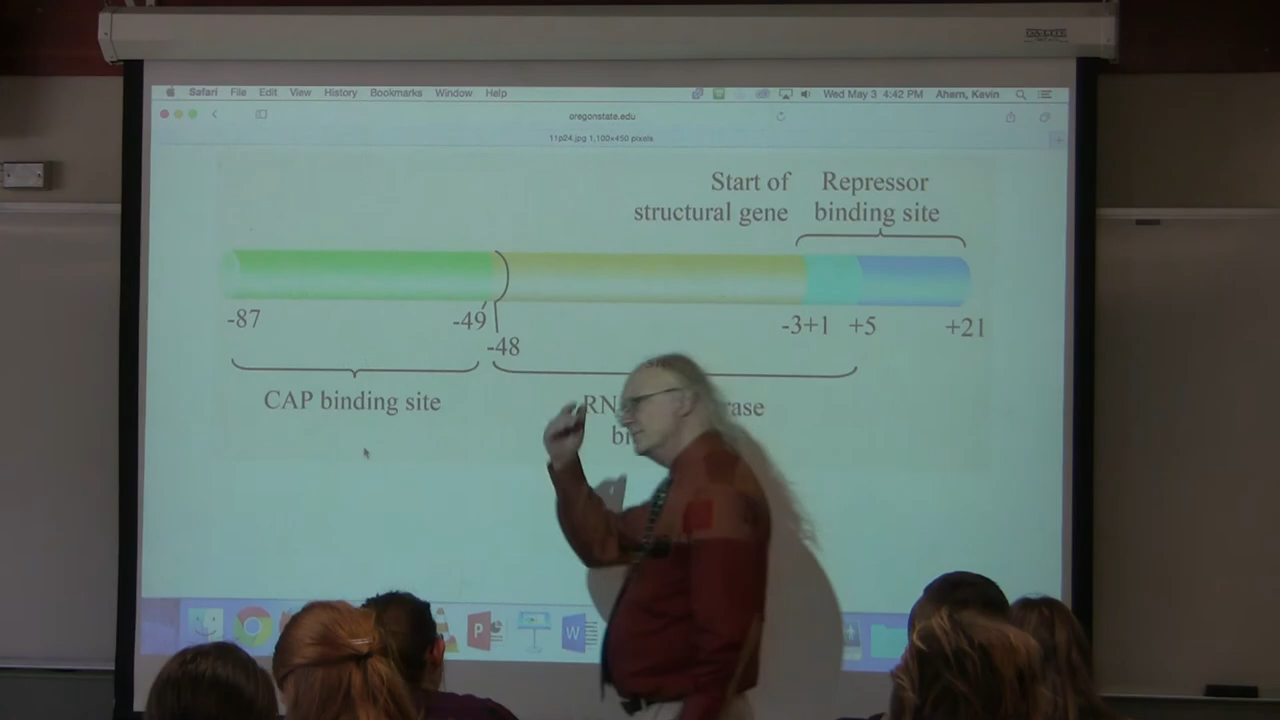 Safari File Edit View History Bookmarks Window Help Wed May 3 4:42 PM Ahern, Kevin
oregonstate.edu
11p24.jpg 1,100×450 pixels
Start of
structural gene
Repressor
binding site
-87
-49
-48
-3+1
+5
+21
CAP binding site
P
W